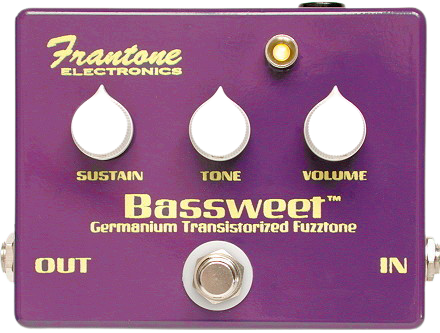 Frantone
ELECTRONICS
SUSTAIN TONE VOLUME
Bassweet™
Germanium Transistorized Fuzztone
OUT IN